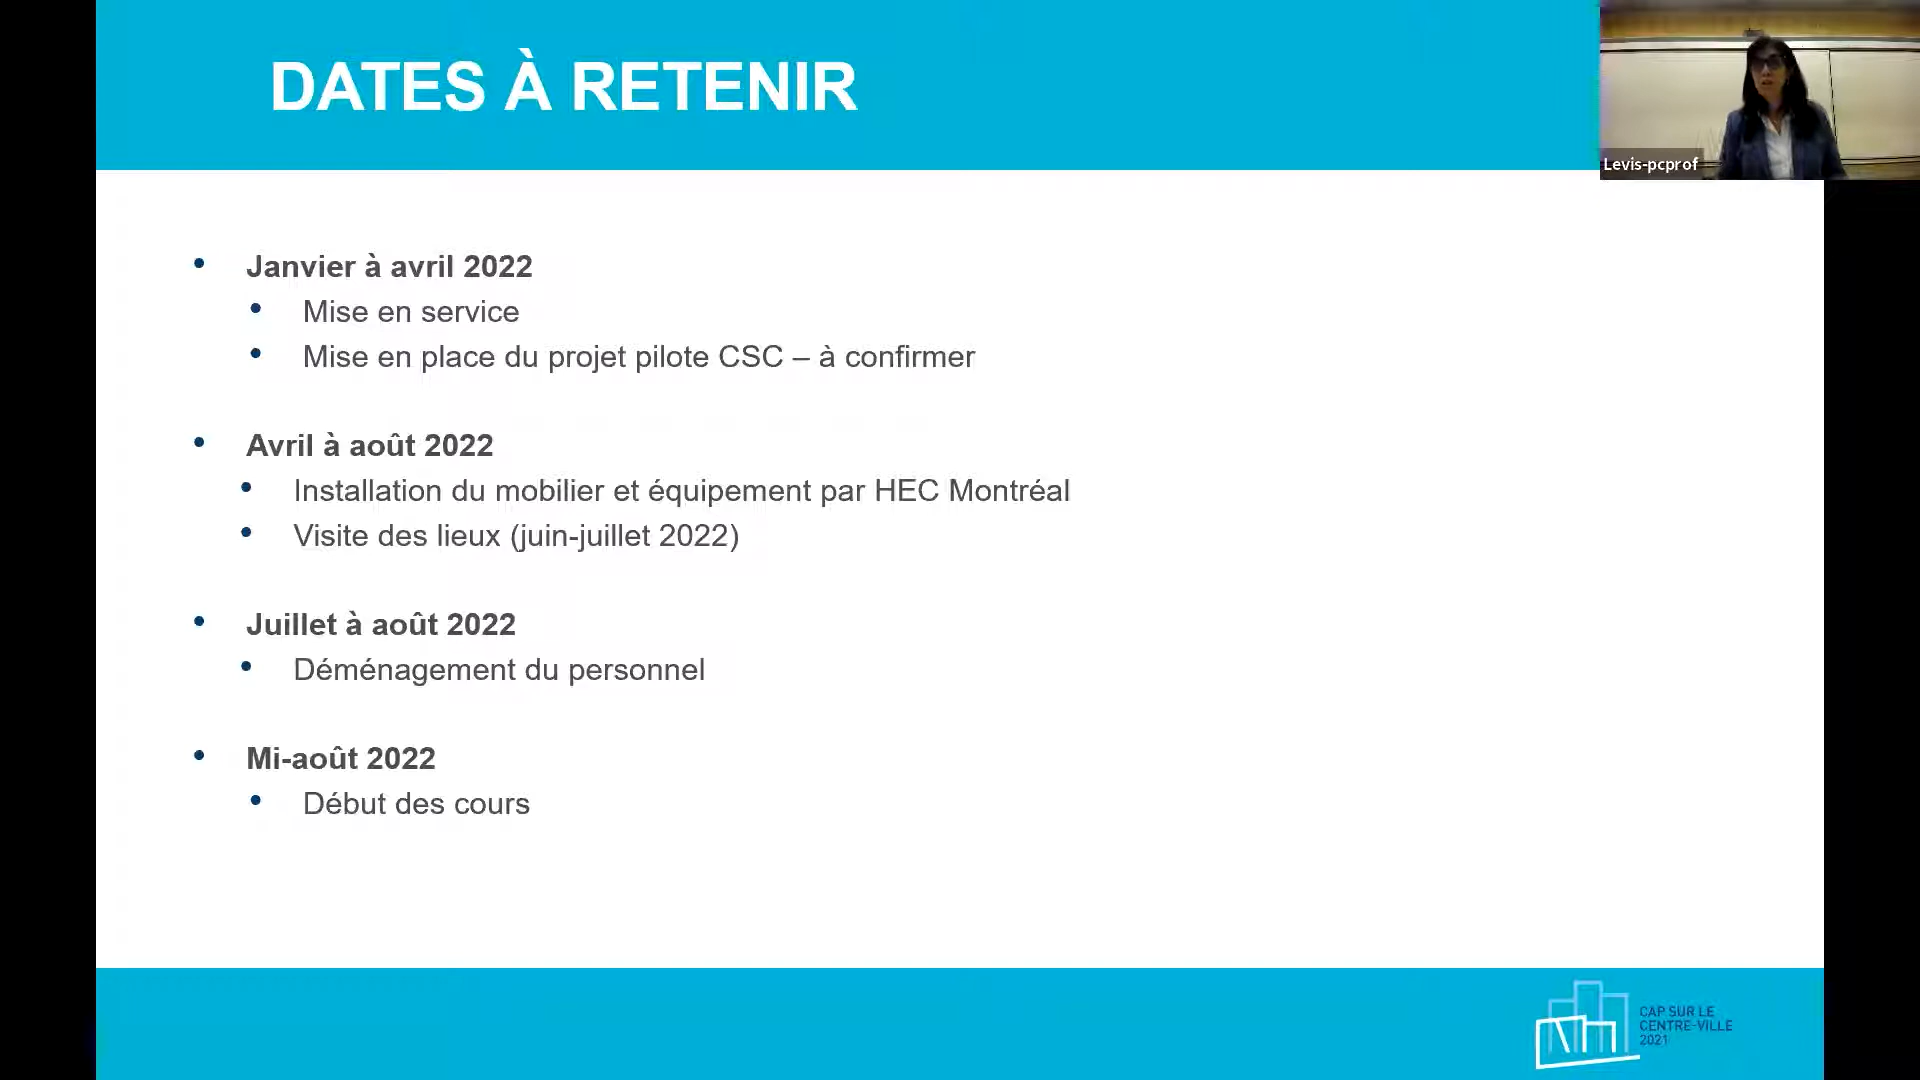 DATES À RETENIR
Levis-pcprof
• Janvier à avril 2022
• Mise en service
• Mise en place du projet pilote CSC – à confirmer
• Avril à août 2022
• Installation du mobilier et équipement par HEC Montréal
• Visite des lieux (juin-juillet 2022)
• Juillet à août 2022
• Déménagement du personnel
• Mi-août 2022
• Début des cours
CAP SUR LE
CENTRE-VILLE
2021